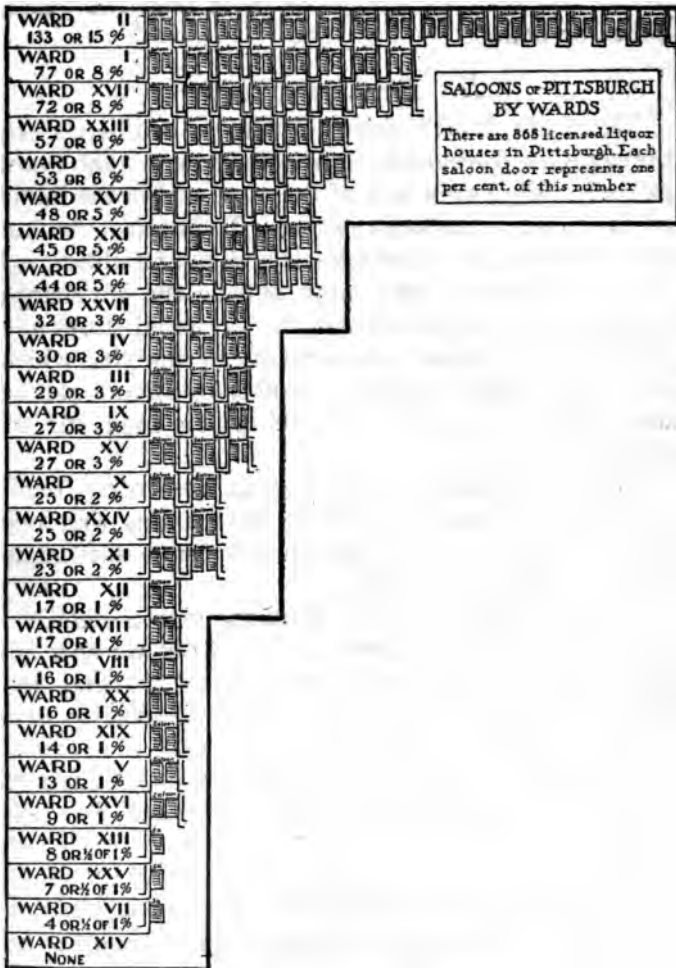 WARD II
133 OR 15 %
WARD I
77 OR 8 %
WARD XVII
72 OR 8 %
WARD XXIII
57 OR 6 %
WARD VI
53 OR 6 %
WARD XVI
48 OR 5 %
WARD XXI
45 OR 5 %
WARD XXII
44 OR 5 %
WARD XXVII
32 OR 3 %
WARD IV
30 OR 3 %
WARD III
29 OR 3 %
WARD IX
27 OR 3 %
WARD XV
27 OR 3 %
WARD X
25 OR 2 %
WARD XXIV
25 OR 2 %
WARD XI
23 OR 2 %
WARD XII
17 OR 1 %
WARD XVIII
17 OR 1 %
WARD VIII
16 OR 1 %
WARD XX
16 OR 1 %
WARD XIX
14 OR 1 %
WARD V
13 OR 1 %
WARD XXVI
9 OR 1 %
WARD XIII
8 OR ½ OF 1 %
WARD XXV
7 OR ½ OF 1 %
WARD VII
4 OR ½ OF 1 %
WARD XIV
NONE
SALOONS OF PITTSBURGH
BY WARDS
There are 868 licensed liquor
houses in Pittsburgh. Each
saloon door represents one
per cent. of this number